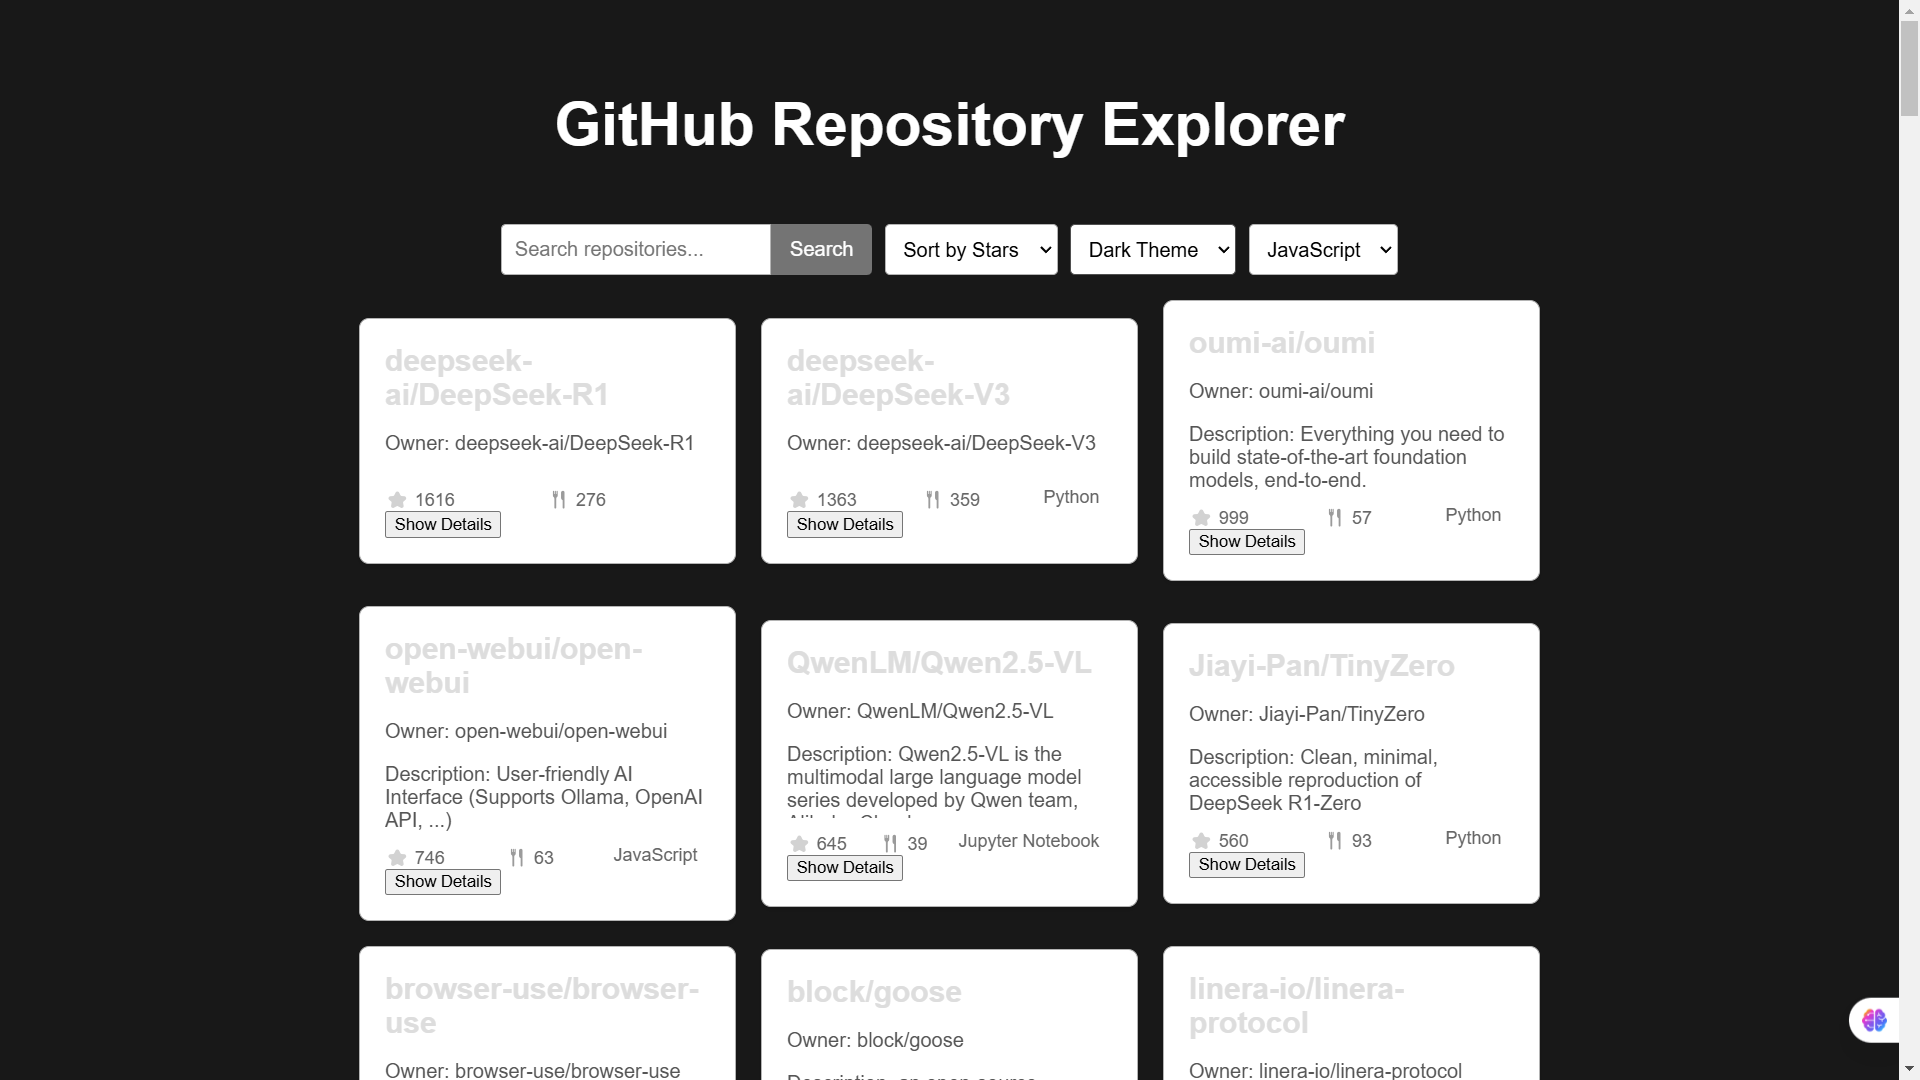 GitHub Repository Explorer
Search repositories...
Search
Sort by Stars
Dark Theme
JavaScript
deepseek-
ai/DeepSeek-R1
Owner: deepseek-ai/DeepSeek-R1
1616
276
Show Details
deepseek-
ai/DeepSeek-V3
Owner: deepseek-ai/DeepSeek-V3
1363
359
Python
Show Details
oumi-ai/oumi
Owner: oumi-ai/oumi
Description: Everything you need to
build state-of-the-art foundation
models, end-to-end.
999
57
Python
Show Details
open-webui/open-
webui
Owner: open-webui/open-webui
Description: User-friendly AI
Interface (Supports Ollama, OpenAI
API, ...)
746
63
JavaScript
Show Details
QwenLM/Qwen2.5-VL
Owner: QwenLM/Qwen2.5-VL
Description: Qwen2.5-VL is the
multimodal large language model
series developed by Qwen team,
645
39
Jupyter Notebook
Show Details
Jiayi-Pan/TinyZero
Owner: Jiayi-Pan/TinyZero
Description: Clean, minimal,
accessible reproduction of
DeepSeek R1-Zero
560
93
Python
Show Details
browser-use/browser-
use
Owner: browser-use/browser-use
block/goose
Owner: block/goose
linera-io/linera-
protocol
Owner: linera-io/linera-protocol